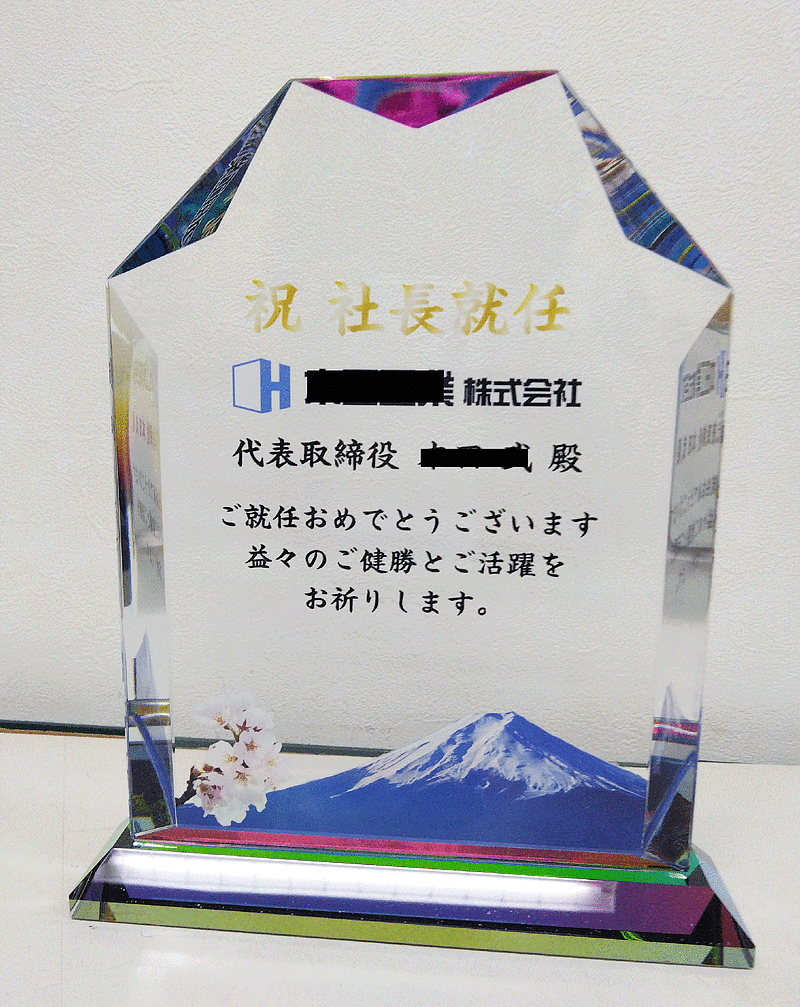 祝 社長就任
H 株式会社
代表取締役 殿
ご就任おめでとうございます
益々のご健勝とご活躍を
お祈りします。